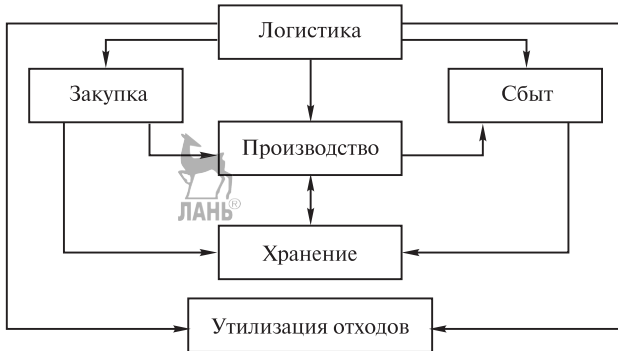 Логистика
Закупка
Сбыт
Производство
ЛАНЬ®
Хранение
Утилизация отходов